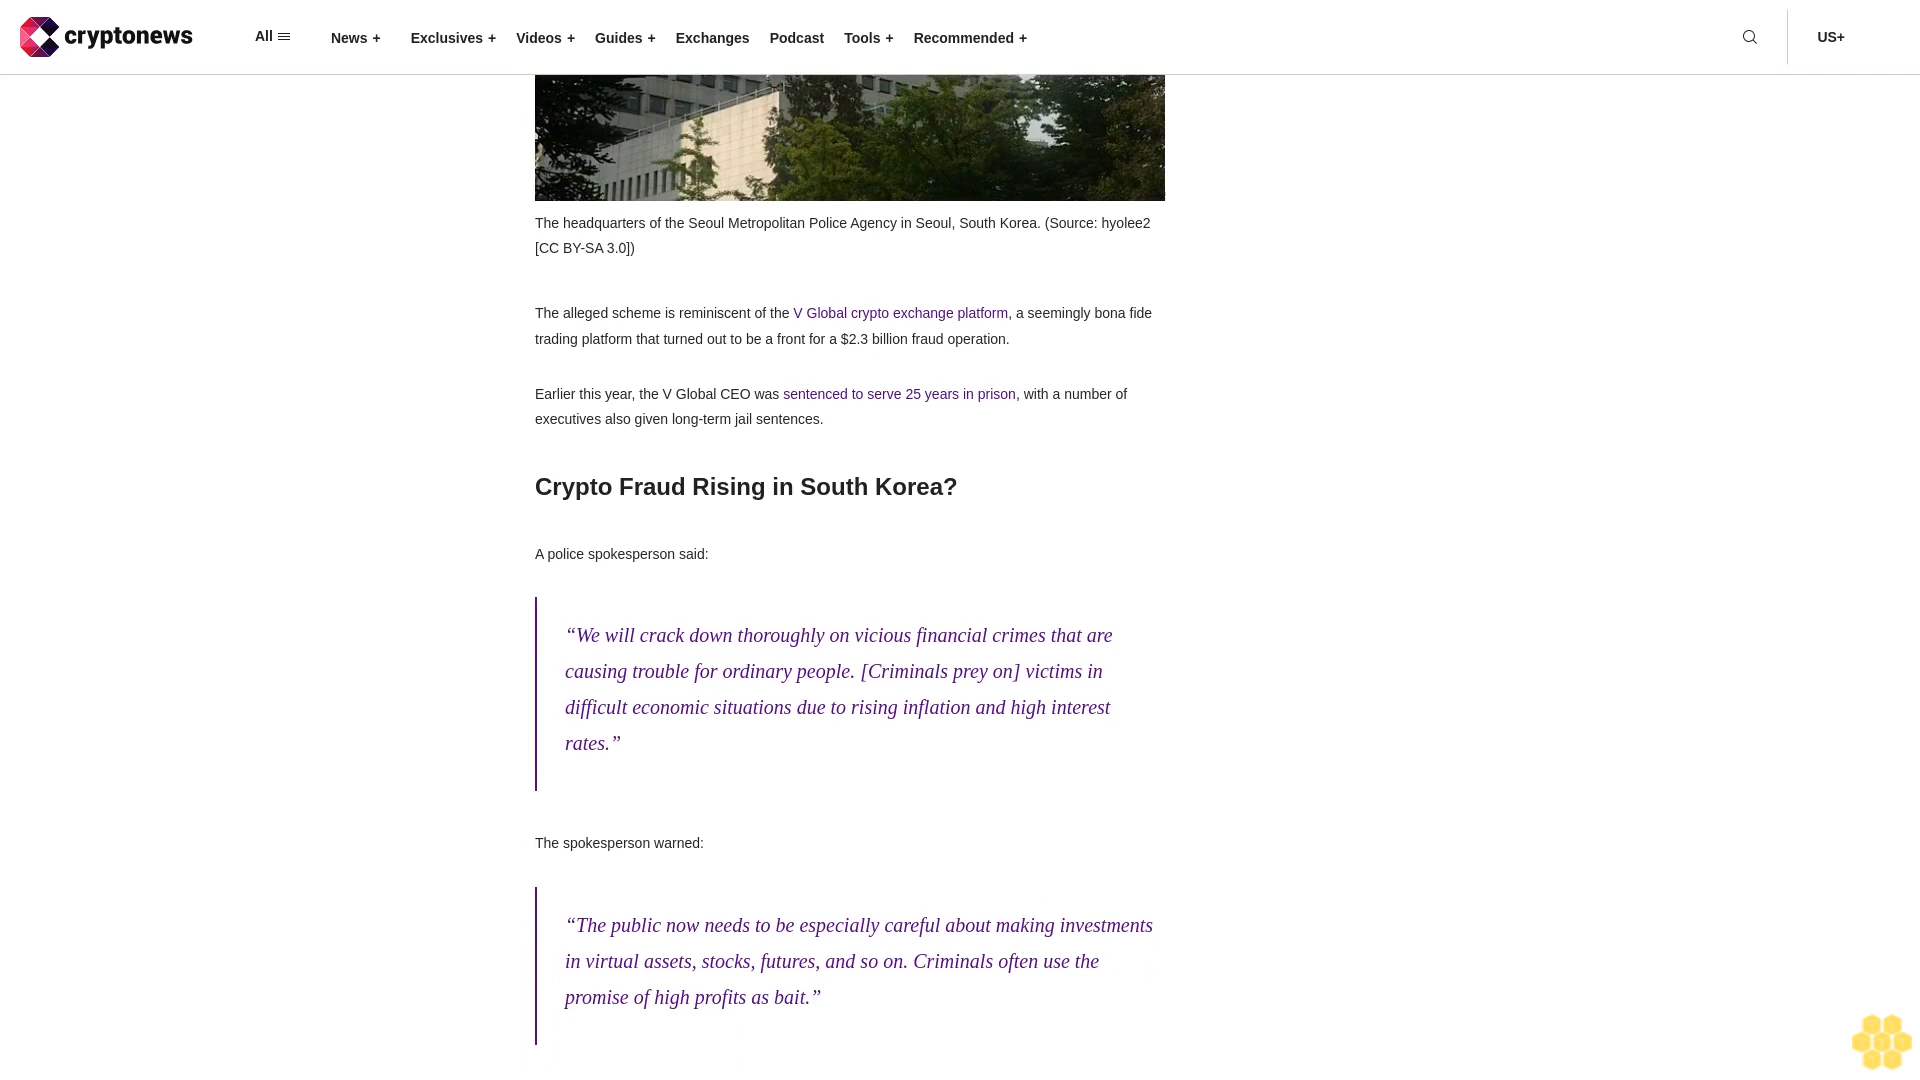 cryptonews
All
News +
Exclusives +
Videos +
Guides +
Exchanges
Podcast
Tools +
Recommended +
US+
The headquarters of the Seoul Metropolitan Police Agency in Seoul, South Korea. (Source: hyolee2
[CC BY-SA 3.0])
The alleged scheme is reminiscent of the V Global crypto exchange platform, a seemingly bona fide
trading platform that turned out to be a front for a $2.3 billion fraud operation.
Earlier this year, the V Global CEO was sentenced to serve 25 years in prison, with a number of
executives also given long-term jail sentences.
Crypto Fraud Rising in South Korea?
A police spokesperson said:
“We will crack down thoroughly on vicious financial crimes that are
causing trouble for ordinary people. [Criminals prey on] victims in
difficult economic situations due to rising inflation and high interest
rates.”
The spokesperson warned:
“The public now needs to be especially careful about making investments
in virtual assets, stocks, futures, and so on. Criminals often use the
promise of high profits as bait.”